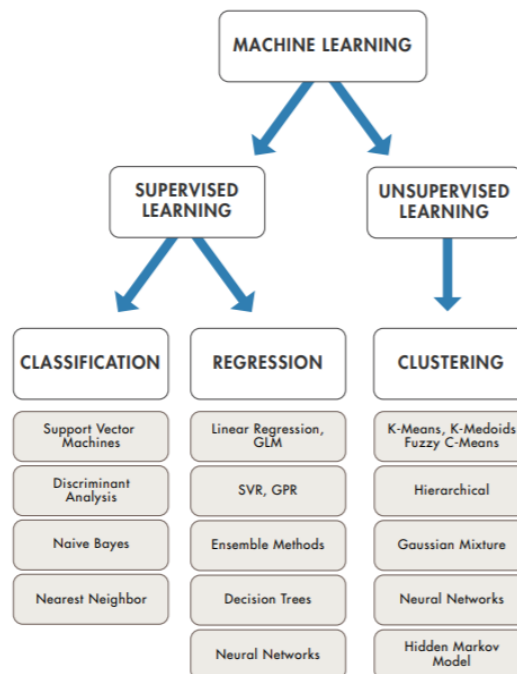 MACHINE LEARNING
SUPERVISED
LEARNING
UNSUPERVISED
LEARNING
CLASSIFICATION
Support Vector
Machines
Discriminant
Analysis
Naive Bayes
Nearest Neighbor
REGRESSION
Linear Regression,
GLM
SVR, GPR
Ensemble Methods
Decision Trees
Neural Networks
CLUSTERING
K-Means, K-Medoids
Fuzzy C-Means
Hierarchical
Gaussian Mixture
Neural Networks
Hidden Markov
Model